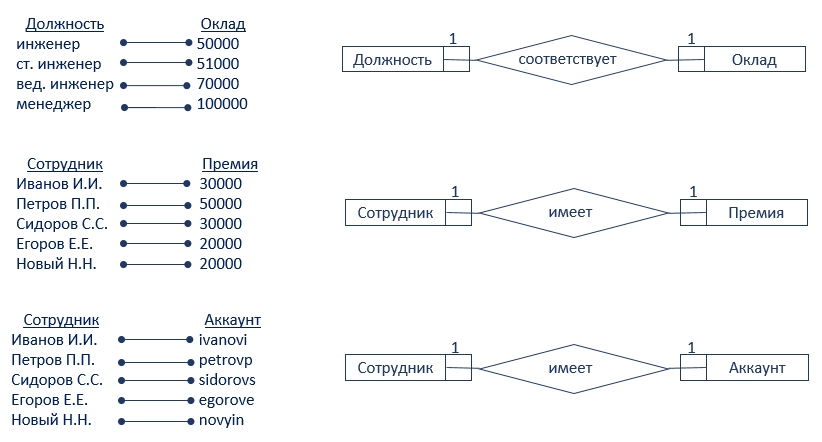 Должность Оклад
инженер 50000
ст. инженер 51000
вед. инженер 70000
менеджер 100000
1 1
Должность соответствует Оклад
Сотрудник Премия
Иванов И.И. 30000
Петров П.П. 50000
Сидоров С.С. 30000
Егоров Е.Е. 20000
Новый Н.Н. 20000
1 1
Сотрудник имеет Премия
Сотрудник Аккаунт
Иванов И.И. ivanovi
Петров П.П. petrovp
Сидоров С.С. sidorovs
Егоров Е.Е. egorove
Новый Н.Н. novyin
1 1
Сотрудник имеет Аккаунт